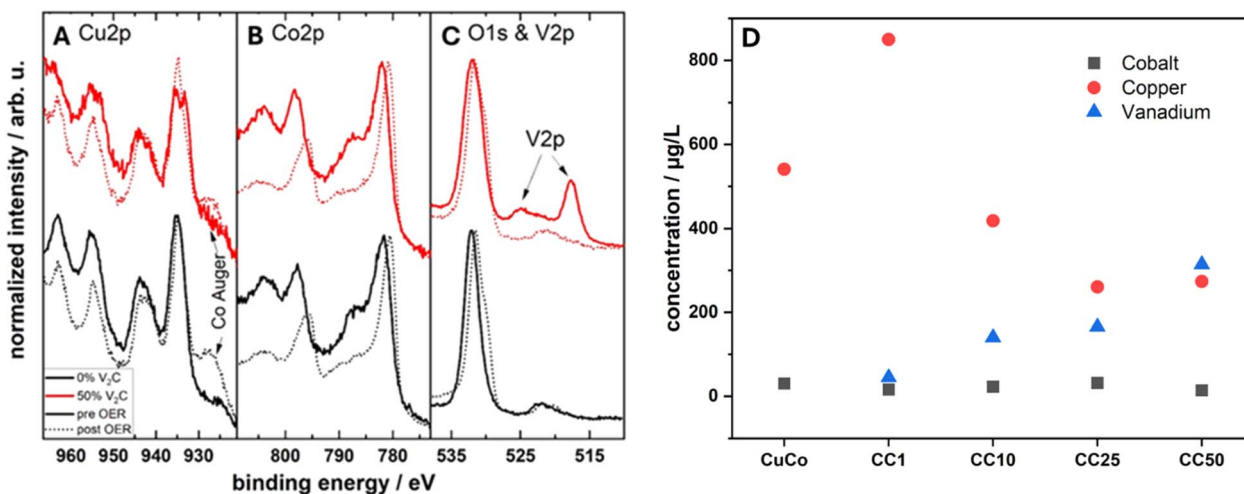 A Cu2p
B Co2p
C O1s & V2p
V2p
Co Auger
0% V₂C
50% V₂C
pre OER
post OER
normalized intensity / arb. u.
960 950 940 930
800 790 780
535 525 515
binding energy / eV
D
Cobalt
Copper
Vanadium
concentration / µg/L
800
600
400
200
0
CuCo CC1 CC10 CC25 CC50